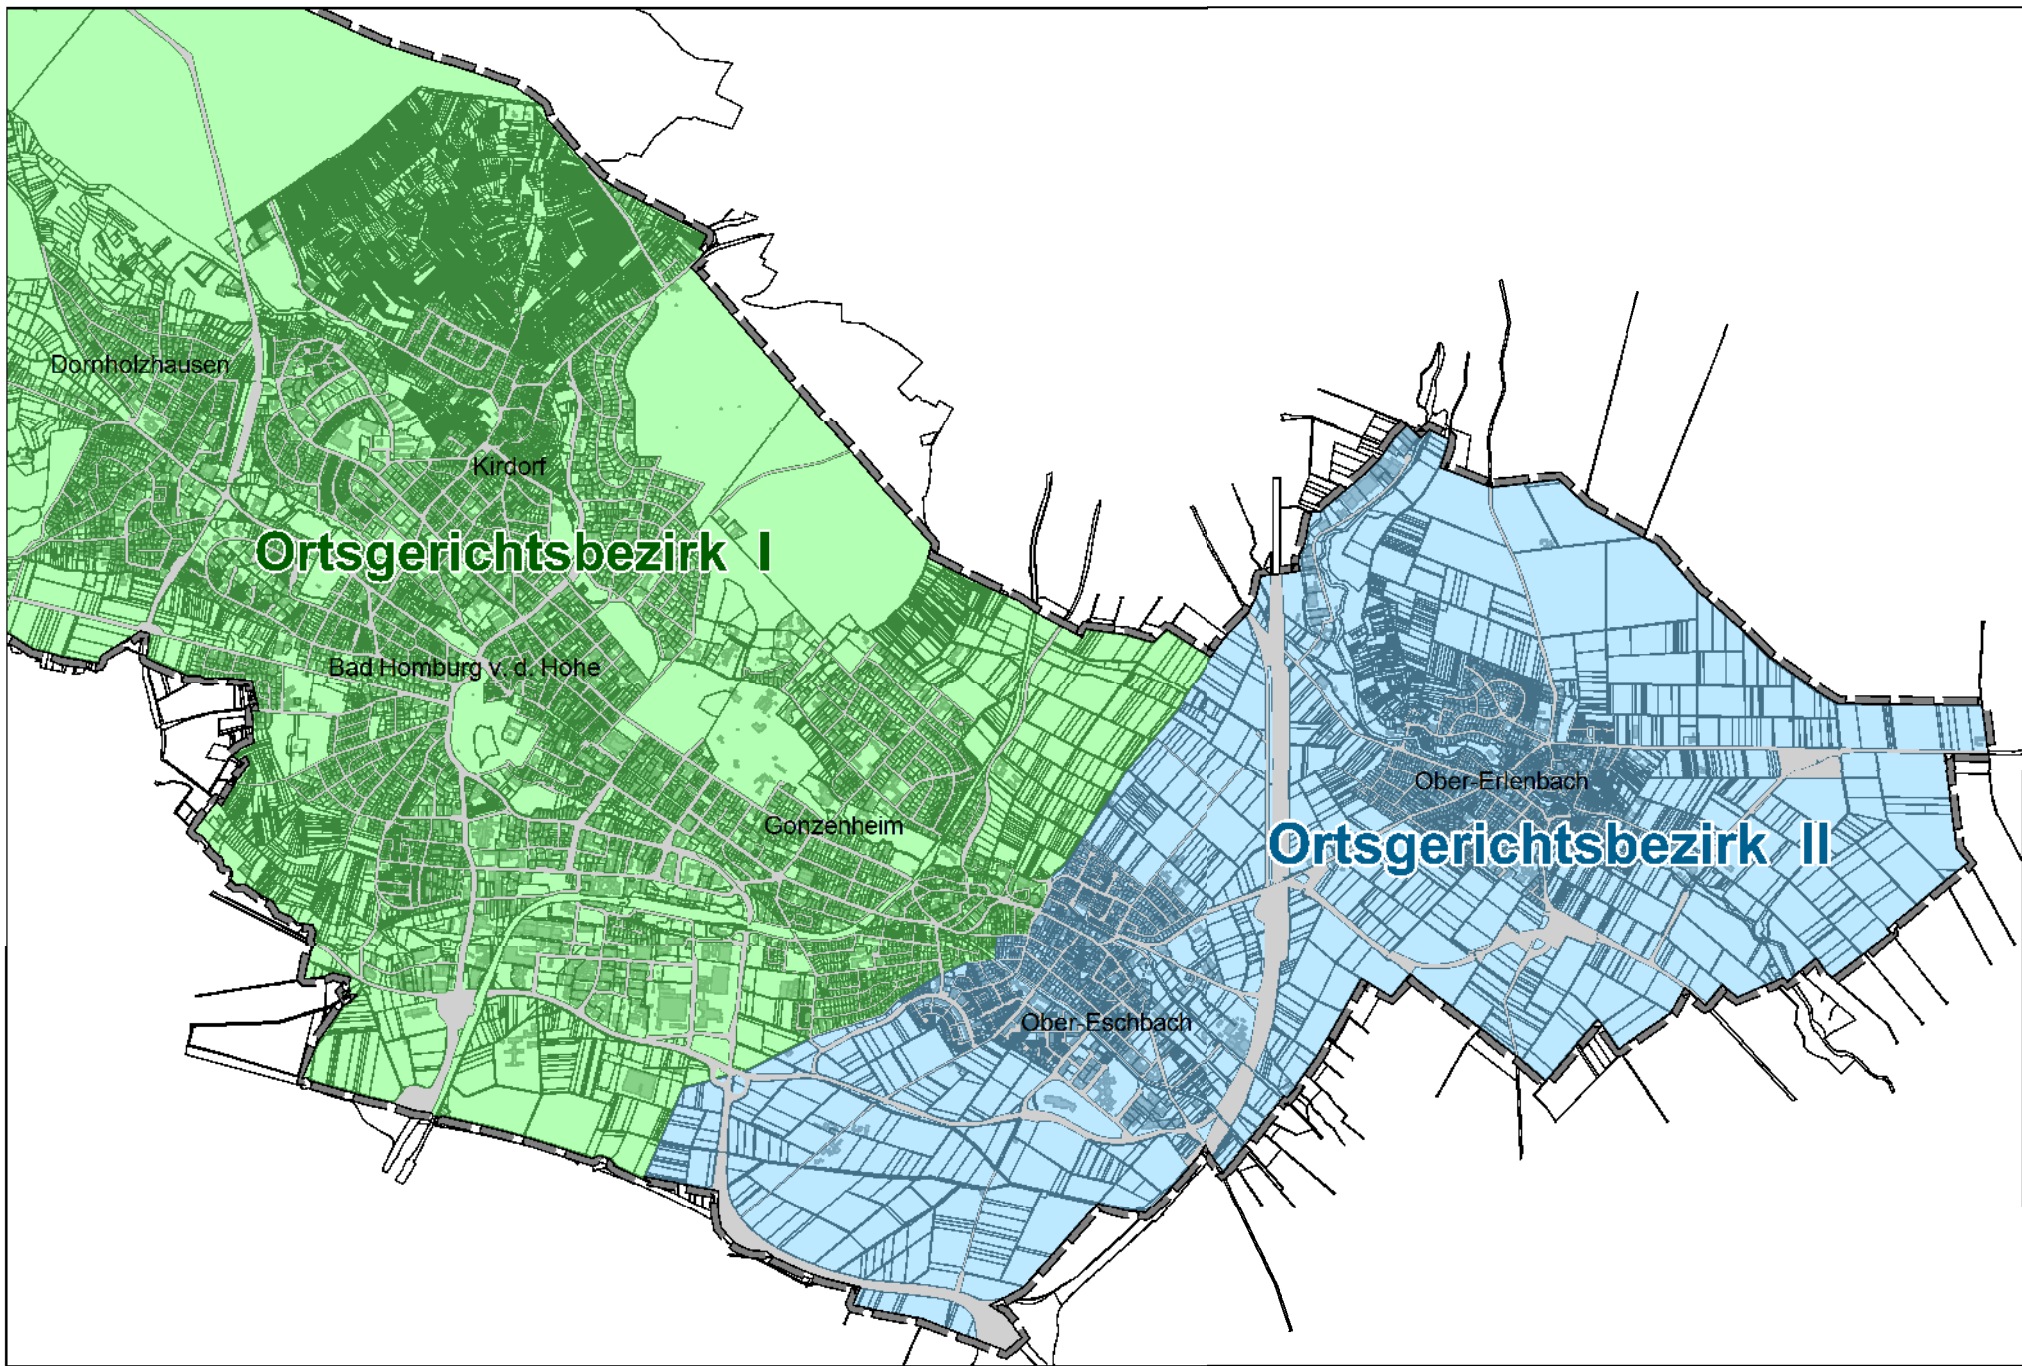 Dornholzhausen
Kirdorf
Ortsgerichtsbezirk I
Bad Homburg v. d. Höhe
Ober-Erlenbach
Gonzenheim
Ortsgerichtsbezirk II
Ober-Eschbach